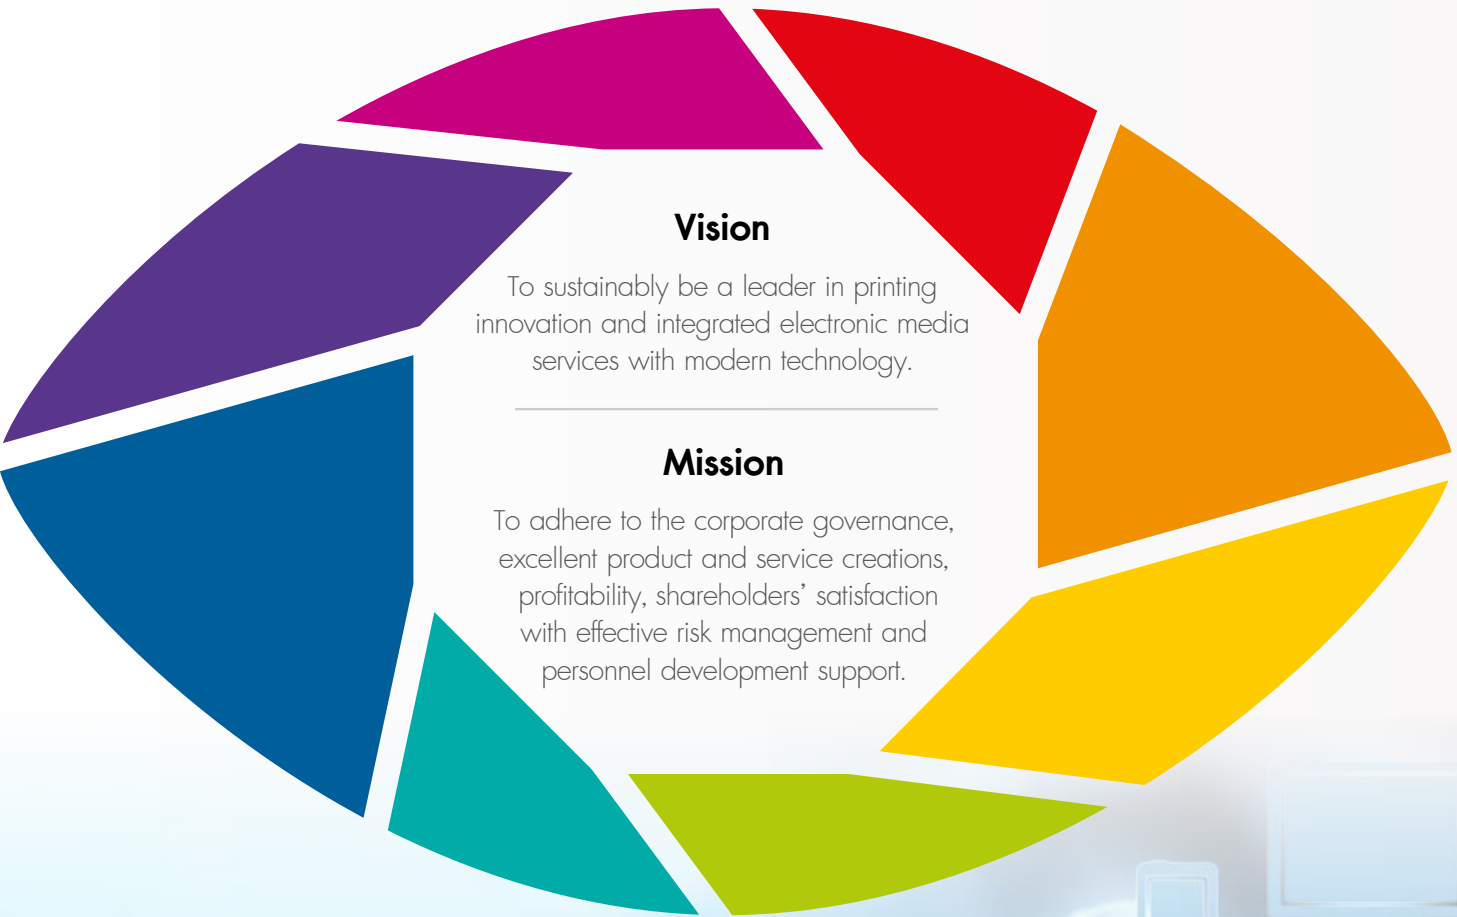 Vision
To sustainably be a leader in printing
innovation and integrated electronic media
services with modern technology.
Mission
To adhere to the corporate governance,
excellent product and service creations,
profitability, shareholders’ satisfaction
with effective risk management and
personnel development support.